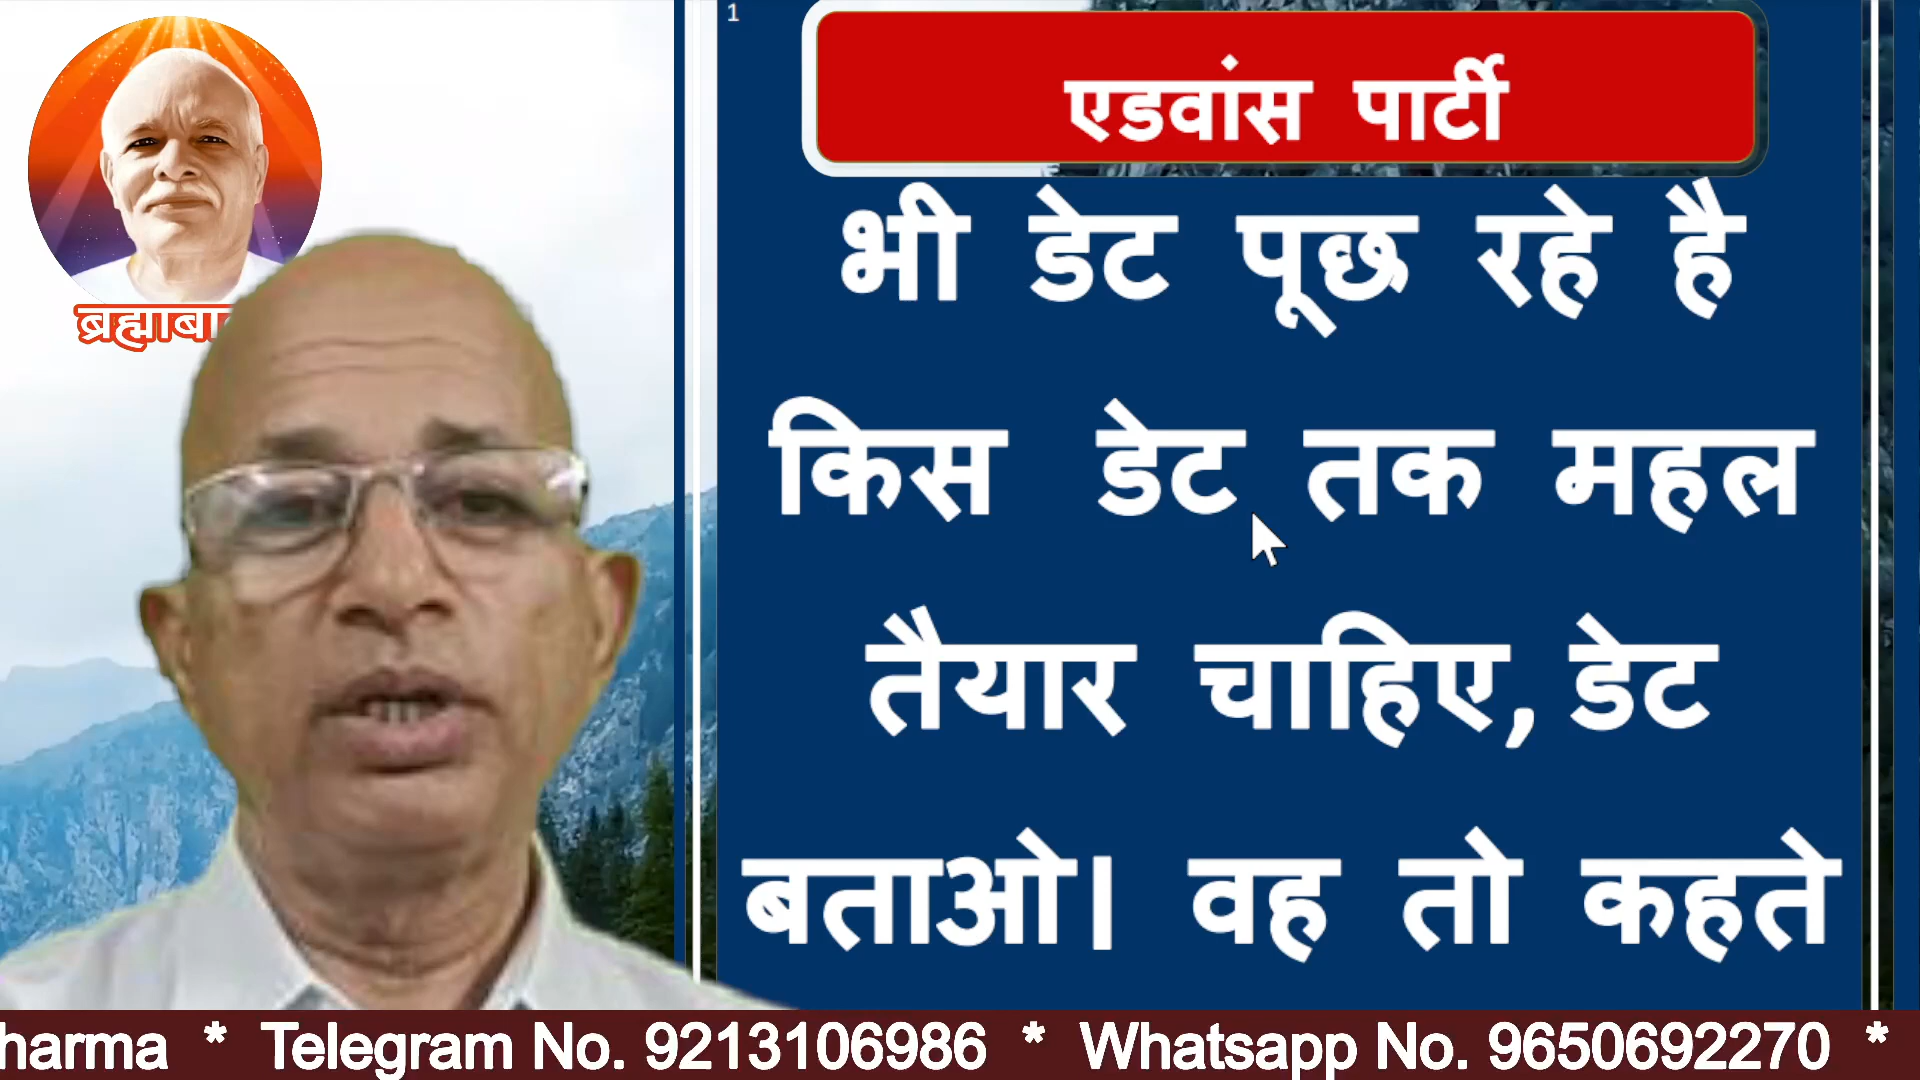 1
एडवांस पार्टी
भी डेट पूछ रहे है
किस डेट तक महल
तैयार चाहिए, डेट
बताओ। वह तो कहते
harma * Telegram No. 9213106986 * Whatsapp No. 9650692270 *